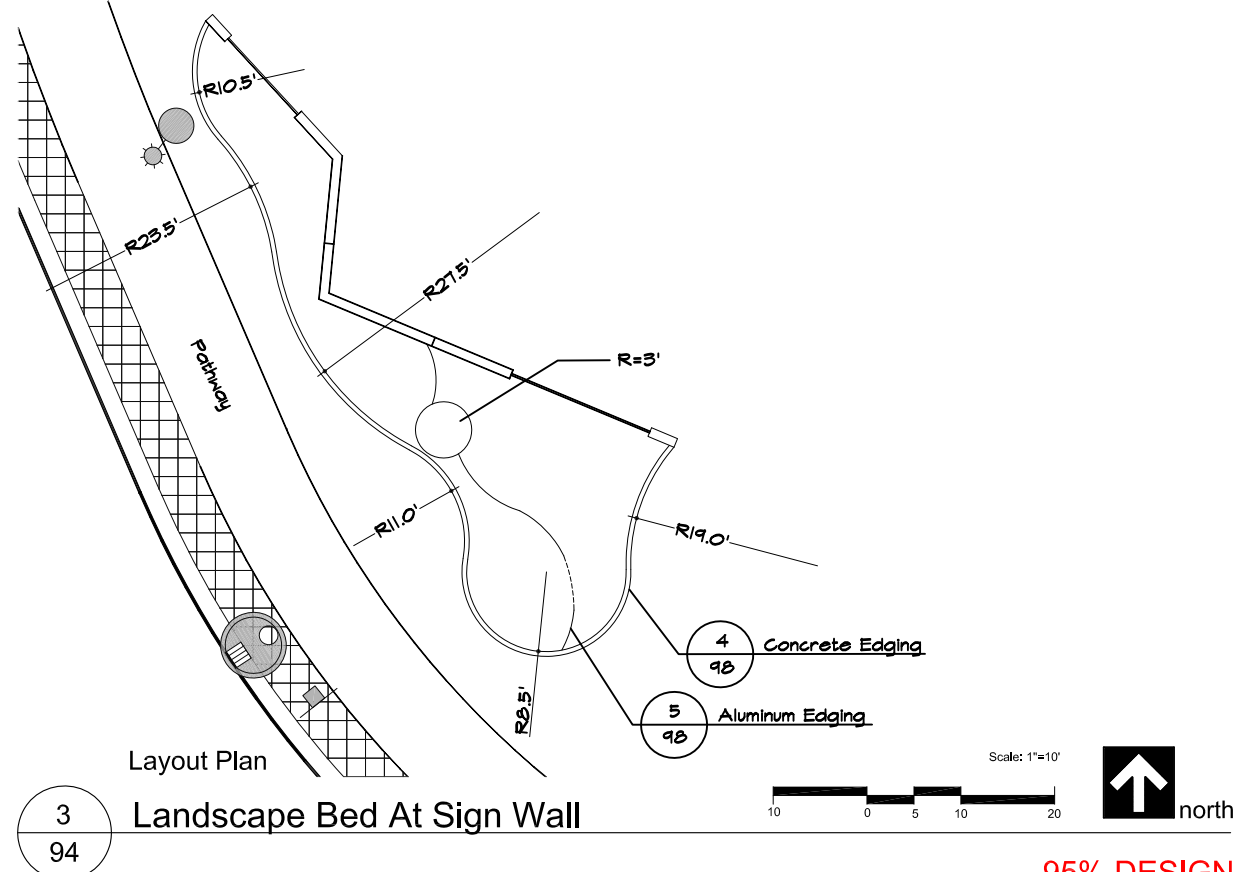 R10.5'
R23.5'
R27.5'
Pathway
R=3'
R11.0'
R19.0'
4
98
Concrete Edging
R8.5'
5
98
Aluminum Edging
Layout Plan
Scale: 1"=10'
3
94
Landscape Bed At Sign Wall
10 0 5 10 20
north
95% DESIGN